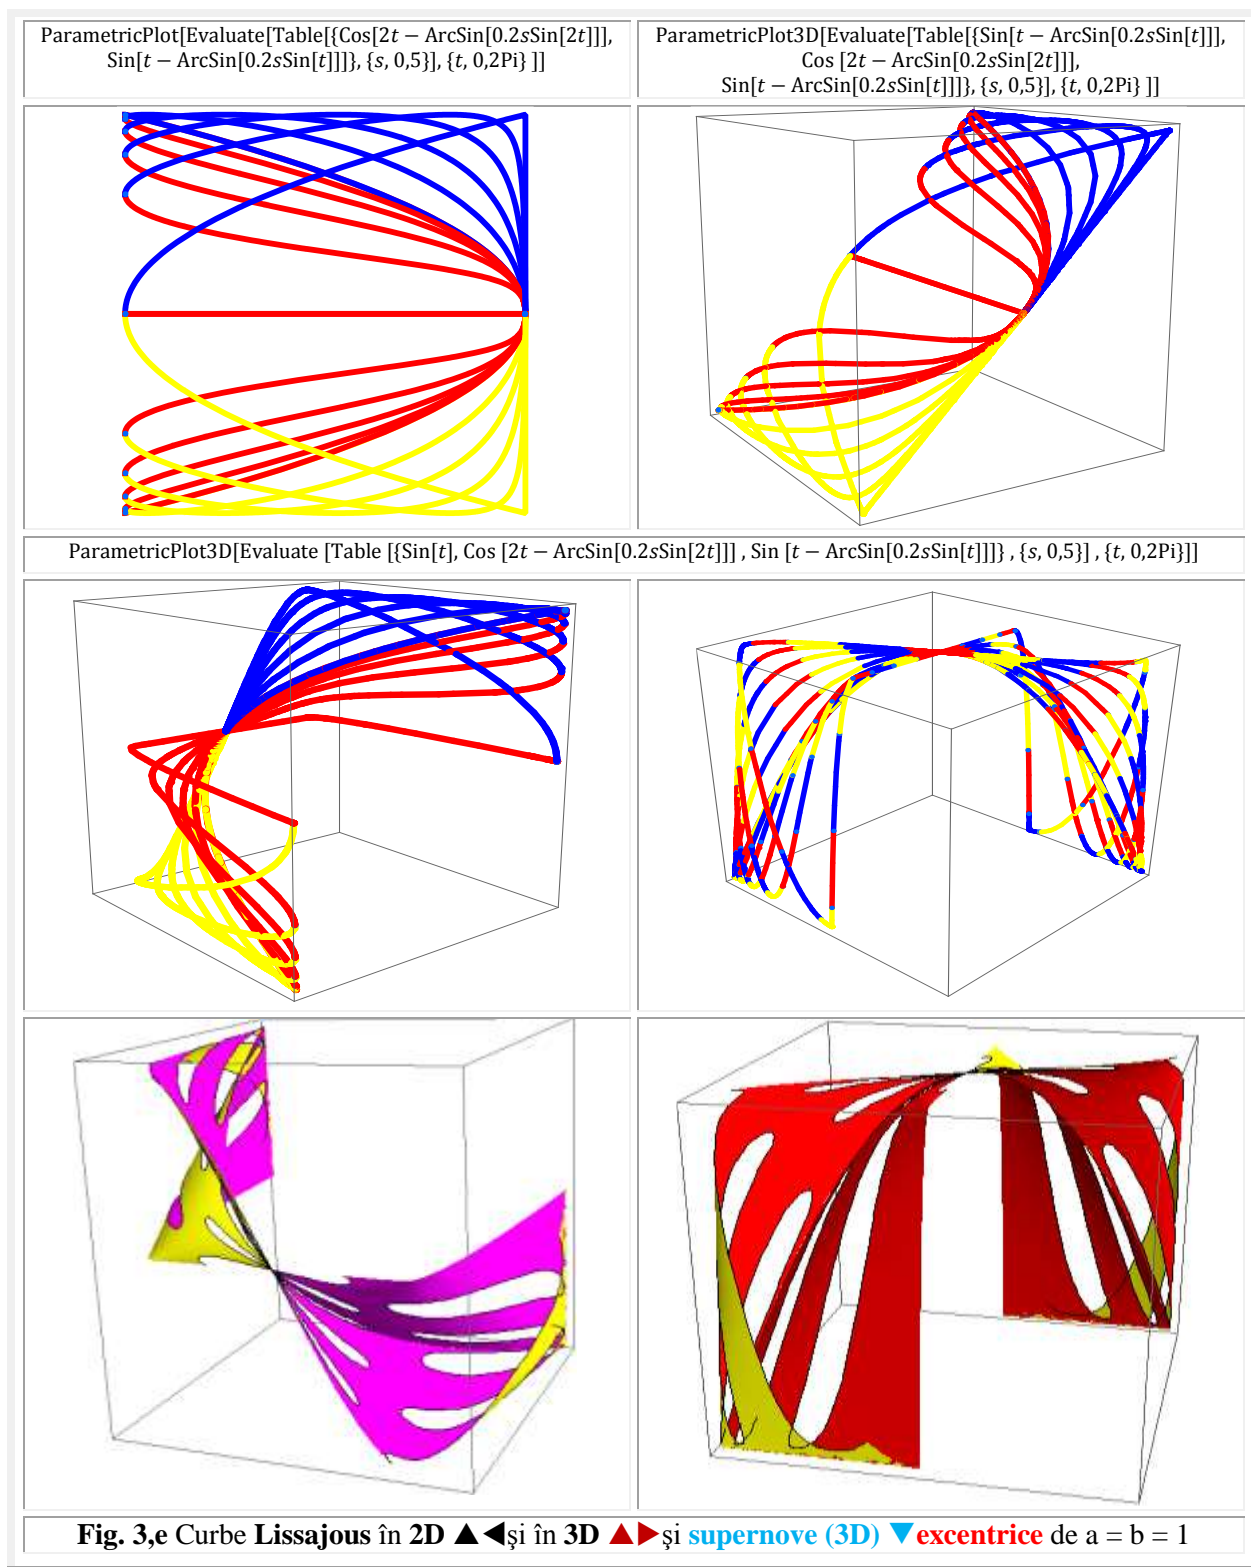 ParametricPlot[Evaluate[Table[{Cos[2t − ArcSin[0.2sSin[2t]]],
Sin[t − ArcSin[0.2sSin[t]]]}, {s, 0,5}], {t, 0,2Pi} ]]
ParametricPlot3D[Evaluate[Table[{Sin[t − ArcSin[0.2sSin[t]]],
Cos [2t − ArcSin[0.2sSin[2t]]],
Sin[t − ArcSin[0.2sSin[t]]]}, {s, 0,5}], {t, 0,2Pi} ]]
ParametricPlot3D[Evaluate [Table [{Sin[t], Cos [2t − ArcSin[0.2sSin[2t]]] , Sin [t − ArcSin[0.2sSin[t]]]} , {s, 0,5}] , {t, 0,2Pi}]]
Fig. 3,e Curbe Lissajous în 2D ▲◄şi în 3D ▲►şi supernove (3D) ▼excentrice de a = b = 1